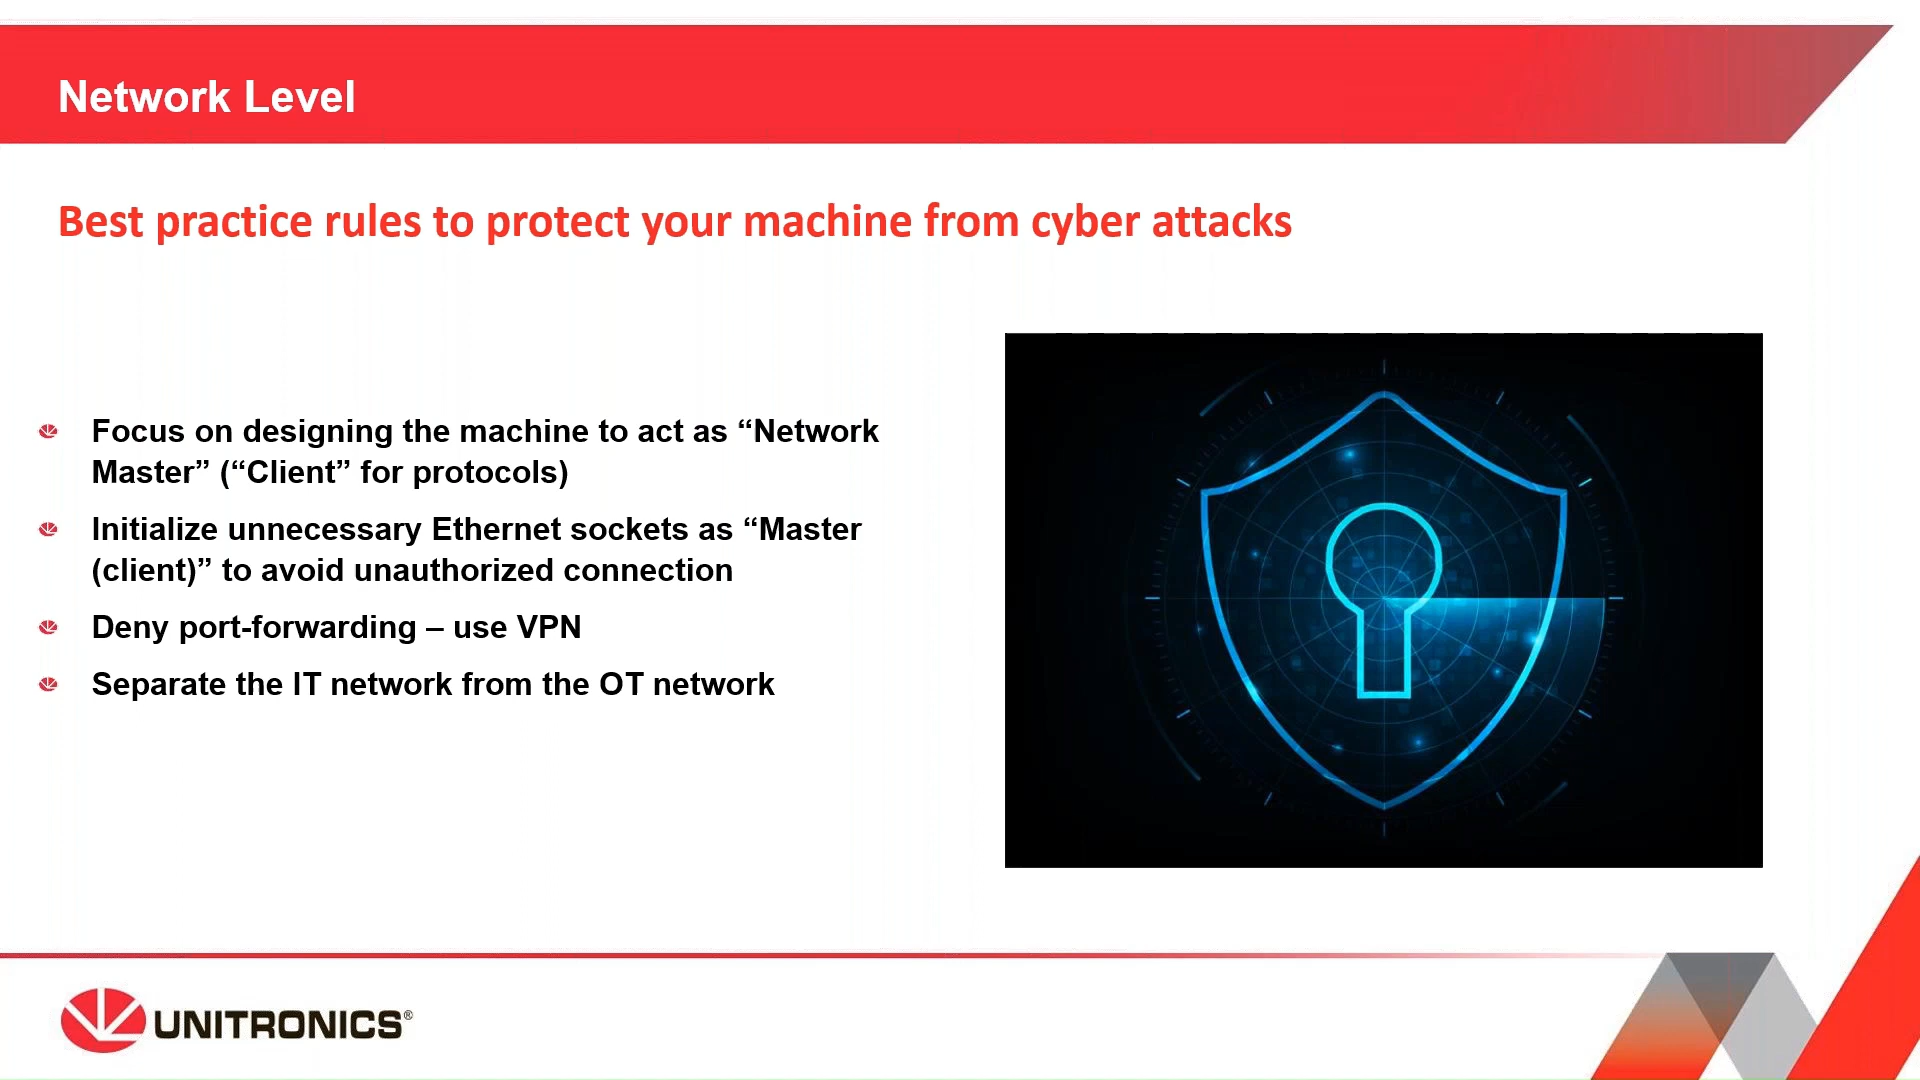 Network Level
Best practice rules to protect your machine from cyber attacks
Focus on designing the machine to act as “Network
Master” (“Client” for protocols)
Initialize unnecessary Ethernet sockets as “Master
(client)” to avoid unauthorized connection
Deny port-forwarding – use VPN
Separate the IT network from the OT network
UNITRONICS®